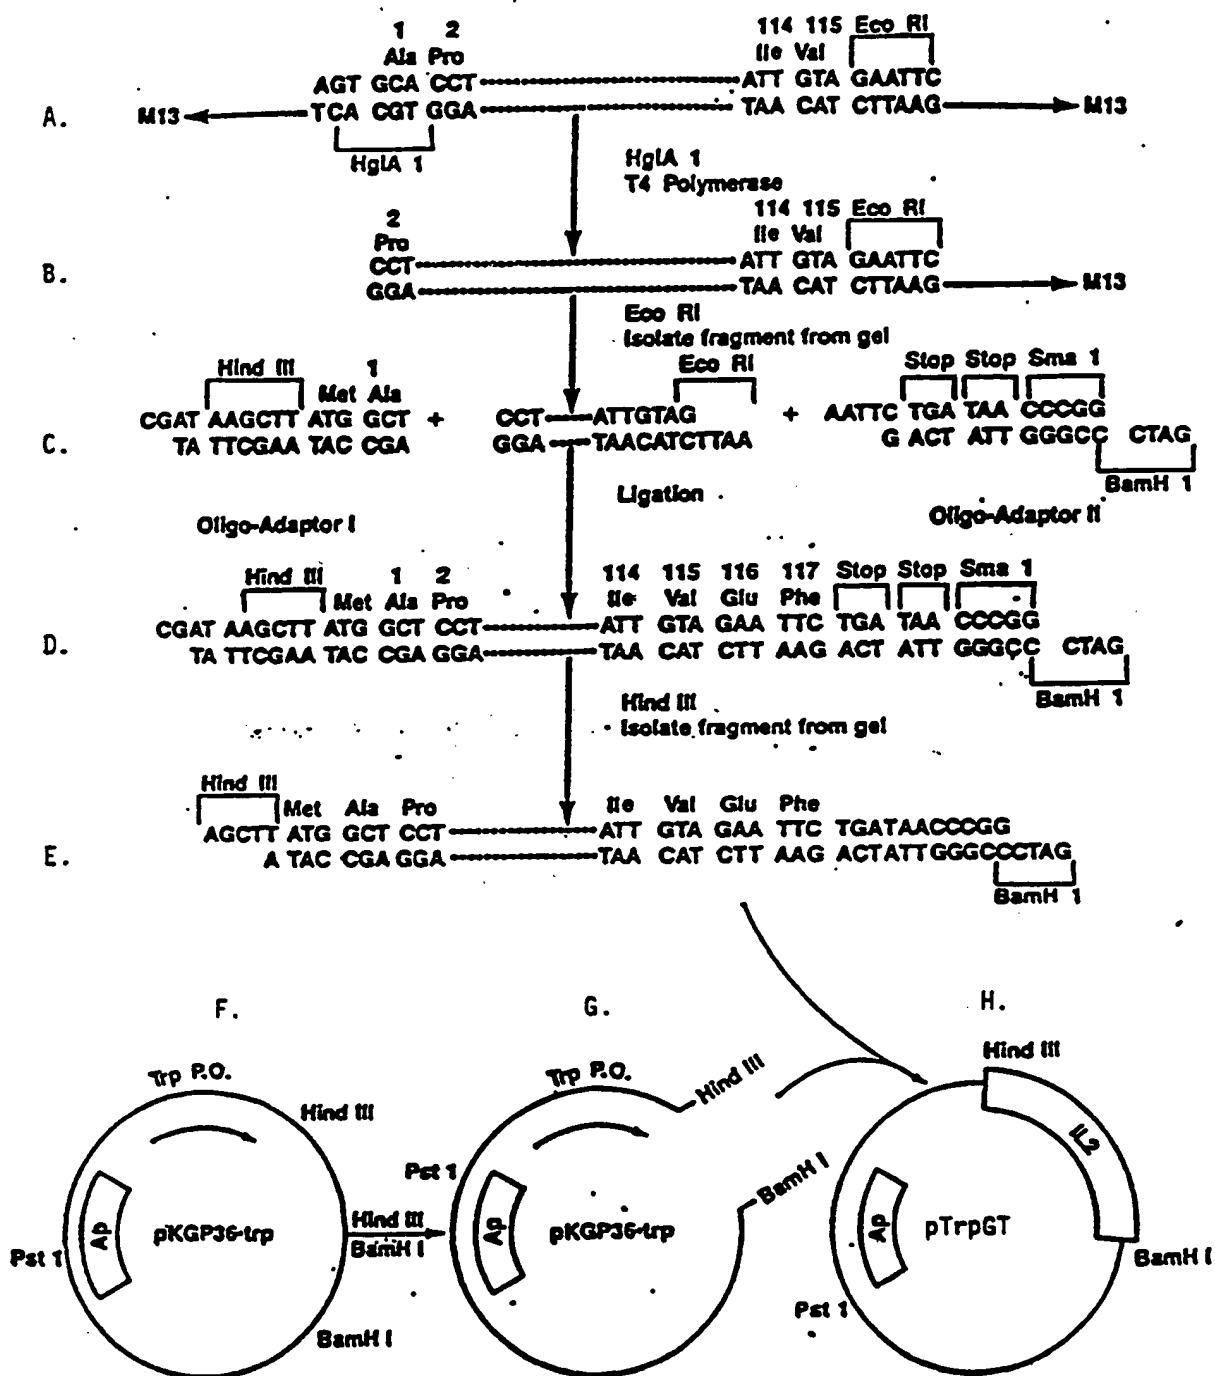 1 2 114 115 Eco RI
Ala Pro Ile Val
AGT GCA CCT ATT GTA GAATTC
A. M13 TCA CGT GGA TAA CAT CTTAAG M13
HgIA 1
HgIA 1
T4 Polymerase
2 114 115 Eco RI
Pro Ile Val
CCT ATT GTA GAATTC
B. GGA TAA CAT CTTAAG M13
Eco RI
Isolate fragment from gel
Hind III 1 Eco RI Stop Stop Sma 1
Met Ala
CGAT AAGCTT ATG GCT + CCT ATTGTAG + AATTC TGA TAA CCCGG
C. TA TTCGAA TAC CGA GGA TAACATCTTAA G ACT ATT GGGCC CTAG
BamH 1
Ligation
Oligo-Adaptor I Oligo-Adaptor II
Hind III 1 2 114 115 116 117 Stop Stop Sma 1
Met Ala Pro Ile Val Glu Phe
CGAT AAGCTT ATG GCT CCT ATT GTA GAA TTC TGA TAA CCCGG
D. TA TTCGAA TAC CGA GGA TAA CAT CTT AAG ACT ATT GGGCC CTAG
BamH 1
Hind III
Isolate fragment from gel
Hind III Met Ala Pro Ile Val Glu Phe
AGCTT ATG GCT CCT ATT GTA GAA TTC TGATAACCCGG
E. A TAC CGA GGA TAA CAT CTT AAG ACTATTGGGCCCTAG
BamH 1
F. G. H.
Trp P.O. Hind III Ap pKGP36-trp Pst 1 BamH I
Hind III
BamH I
Trp P.O. Hind III Pst 1 Ap pKGP36-trp BamH I
Hind III IL2 Ap pTrpGT BamH I Pst 1